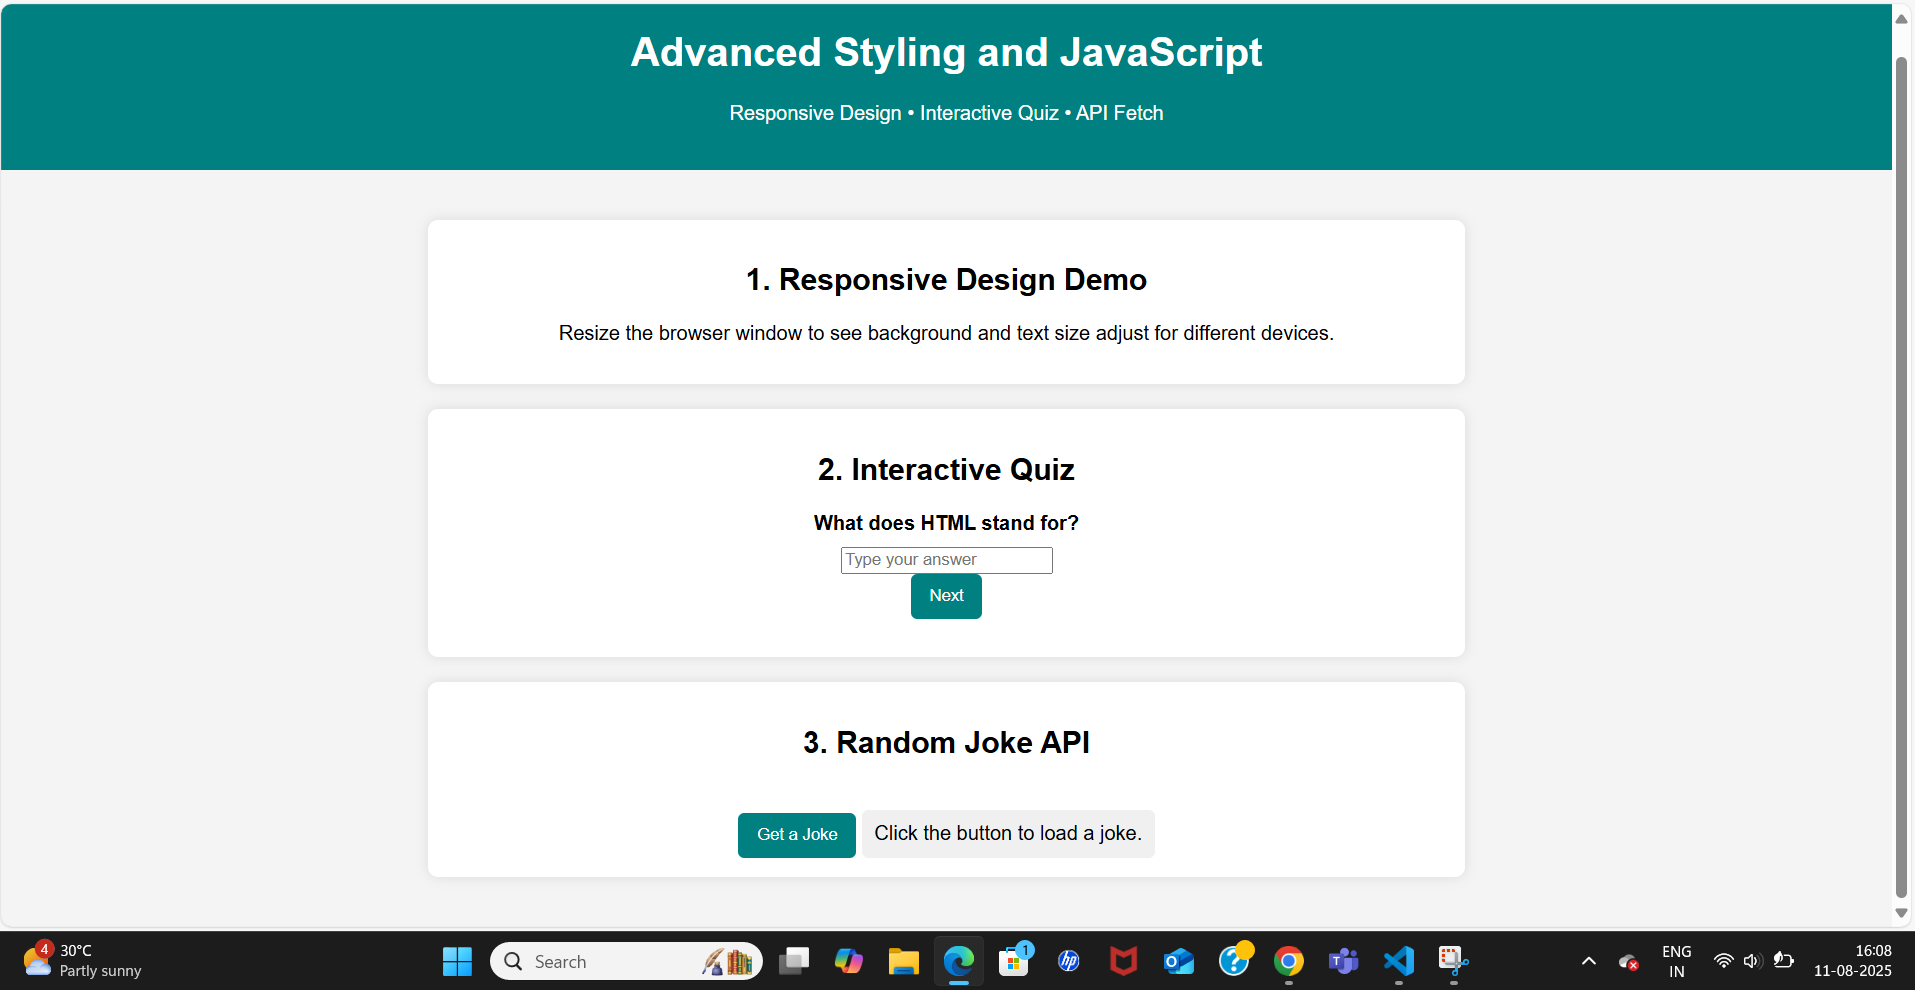 Advanced Styling and JavaScript
Responsive Design • Interactive Quiz • API Fetch
1. Responsive Design Demo
Resize the browser window to see background and text size adjust for different devices.
2. Interactive Quiz
What does HTML stand for?
Type your answer
Next
3. Random Joke API
Get a Joke
Click the button to load a joke.
4
30°C
Partly sunny
Search
1
hp
?
T
ENG
IN
16:08
11-08-2025